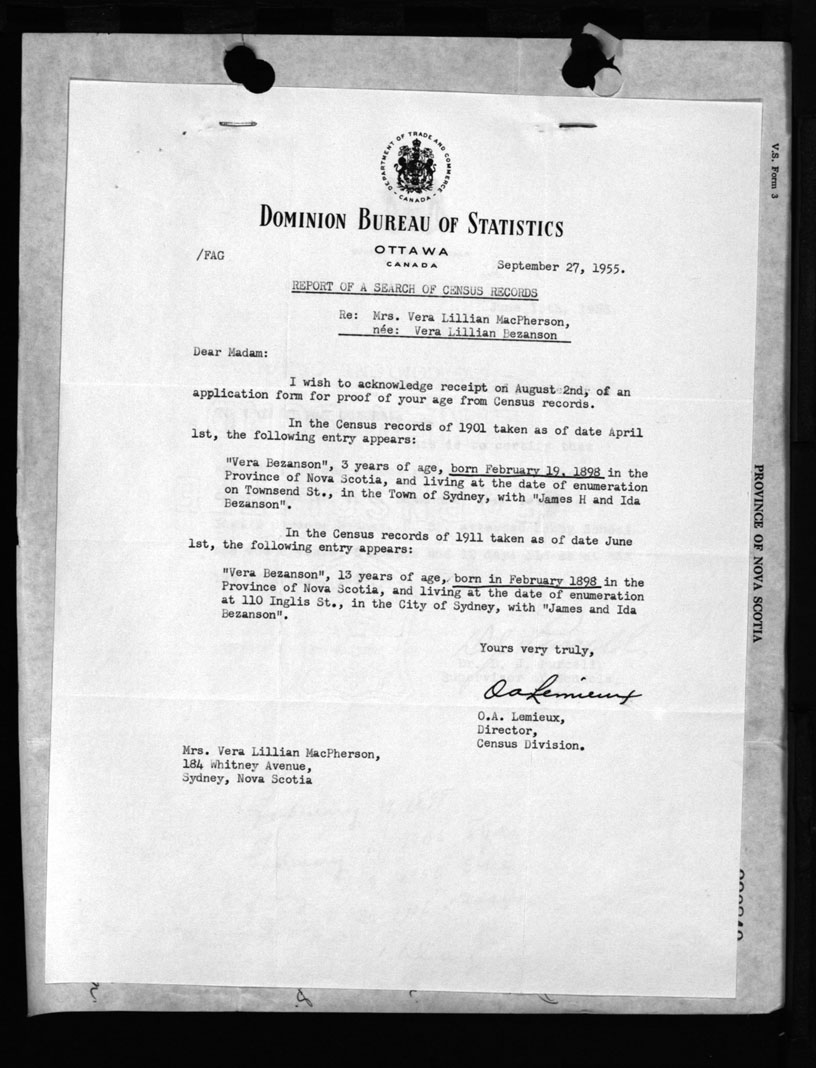 DEPARTMENT OF TRADE AND COMMERCE
CANADA
DOMINION BUREAU OF STATISTICS
OTTAWA
CANADA
/FAG
September 27, 1955.
REPORT OF A SEARCH OF CENSUS RECORDS
Re: Mrs. Vera Lillian MacPherson,
née: Vera Lillian Bezanson
Dear Madam:
I wish to acknowledge receipt on August 2nd, of an
application form for proof of your age from Census records.
In the Census records of 1901 taken as of date April
1st, the following entry appears:
"Vera Bezanson", 3 years of age, born February 19, 1898 in the
Province of Nova Scotia, and living at the date of enumeration
on Townsend St., in the Town of Sydney, with "James H and Ida
Bezanson".
In the Census records of 1911 taken as of date June
1st, the following entry appears:
"Vera Bezanson", 13 years of age, born in February 1898 in the
Province of Nova Scotia, and living at the date of enumeration
at 110 Inglis St., in the City of Sydney, with "James and Ida
Bezanson".
Yours very truly,
O A Lemieux
O.A. Lemieux,
Director,
Census Division.
Mrs. Vera Lillian MacPherson,
184 Whitney Avenue,
Sydney, Nova Scotia
V.S. Form 3
PROVINCE OF NOVA SCOTIA